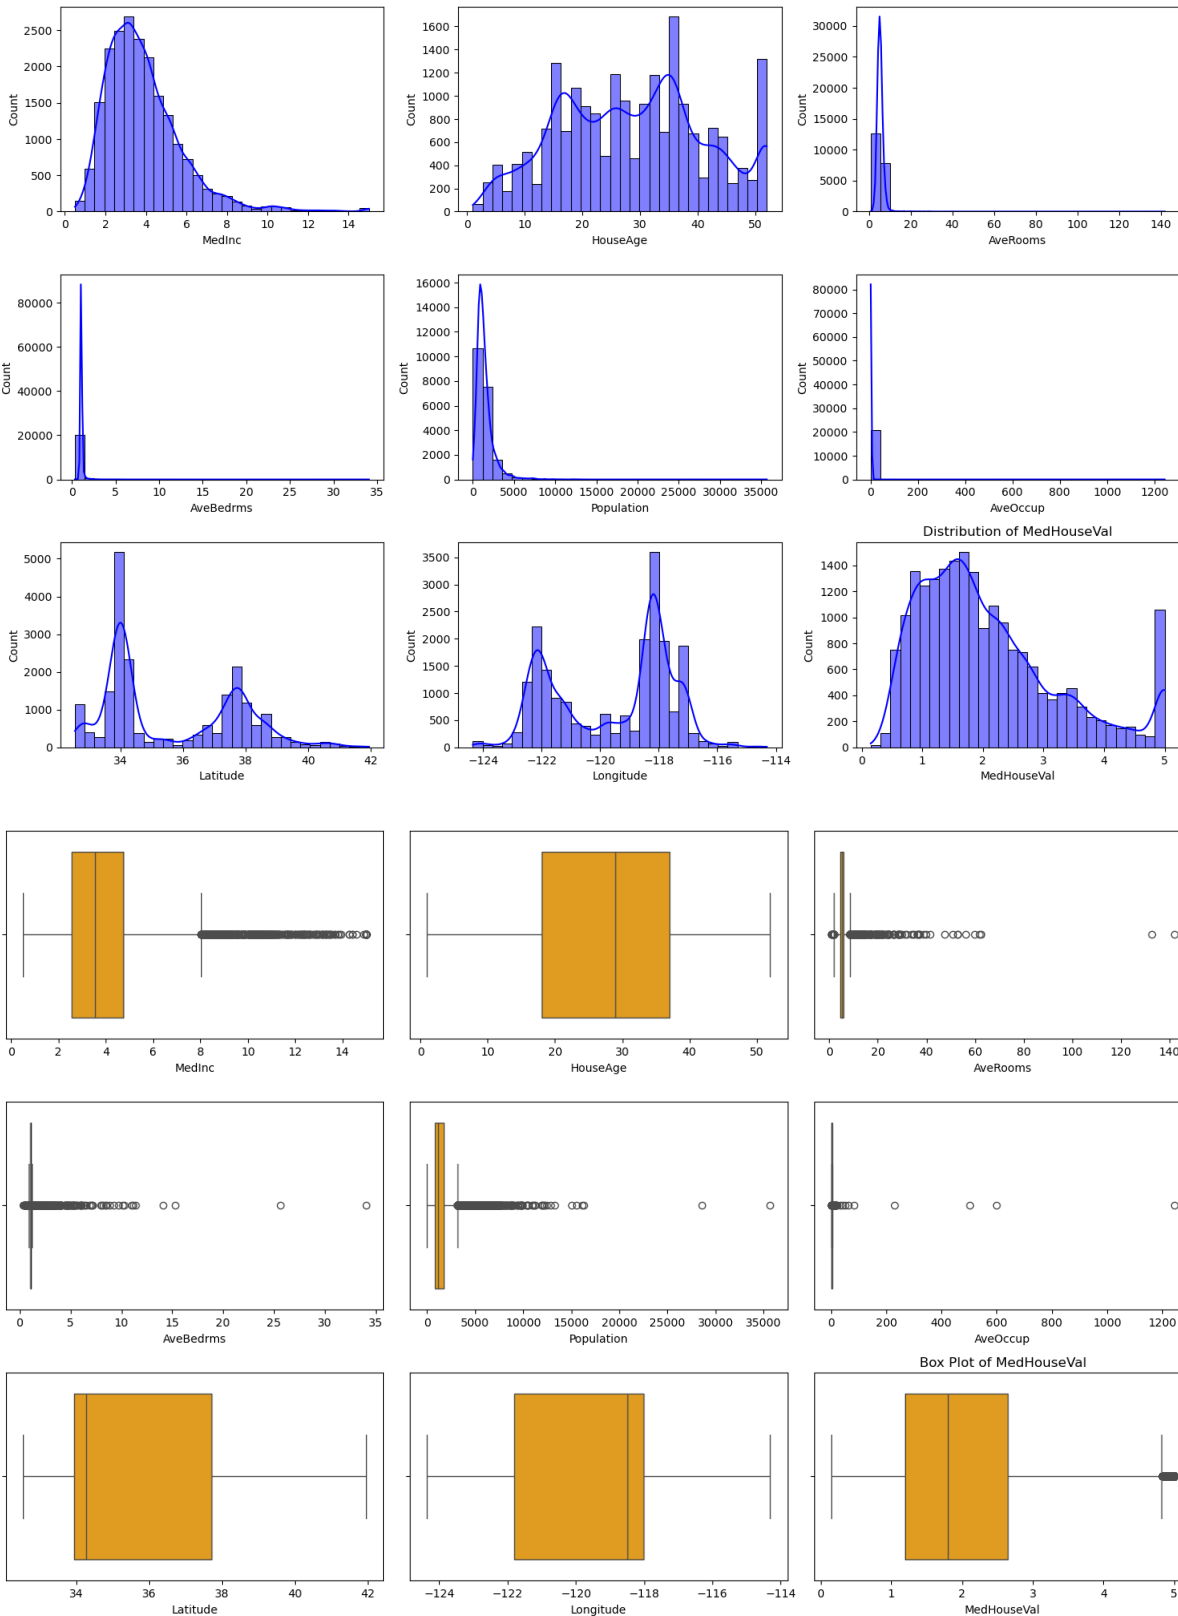 2500
2000
1500
1000
500
0
Count
0 2 4 6 8 10 12 14
MedInc
1600
1400
1200
1000
800
600
400
200
0
Count
0 10 20 30 40 50
HouseAge
30000
25000
20000
15000
10000
5000
0
Count
0 20 40 60 80 100 120 140
AveRooms
80000
60000
40000
20000
0
Count
0 5 10 15 20 25 30 35
AveBedrms
16000
14000
12000
10000
8000
6000
4000
2000
0
Count
0 5000 10000 15000 20000 25000 30000 35000
Population
80000
70000
60000
50000
40000
30000
20000
10000
0
Count
0 200 400 600 800 1000 1200
AveOccup
5000
4000
3000
2000
1000
0
Count
34 36 38 40 42
Latitude
3500
3000
2500
2000
1500
1000
500
0
Count
−124 −122 −120 −118 −116 −114
Longitude
Distribution of MedHouseVal
1400
1200
1000
800
600
400
200
0
Count
0 1 2 3 4 5
MedHouseVal
0 2 4 6 8 10 12 14
MedInc
0 10 20 30 40 50
HouseAge
0 20 40 60 80 100 120 140
AveRooms
0 5 10 15 20 25 30 35
AveBedrms
0 5000 10000 15000 20000 25000 30000 35000
Population
0 200 400 600 800 1000 1200
AveOccup
34 36 38 40 42
Latitude
−124 −122 −120 −118 −116 −114
Longitude
Box Plot of MedHouseVal
0 1 2 3 4 5
MedHouseVal